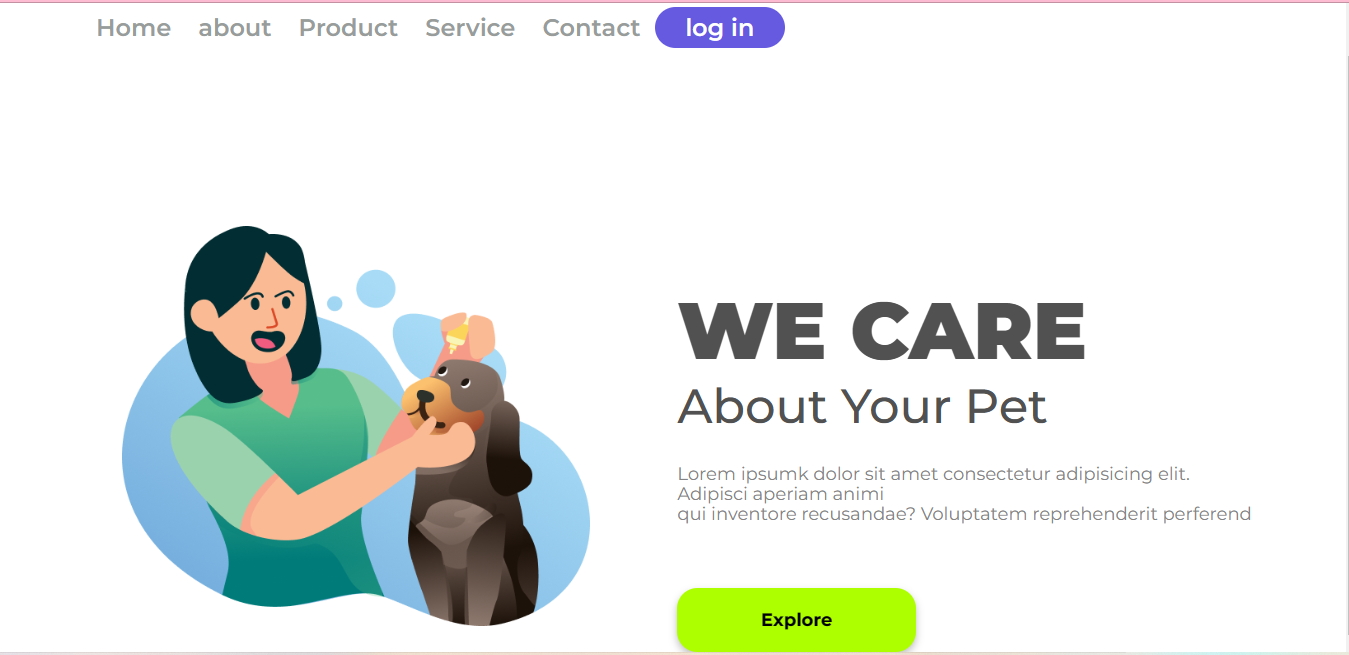 Home about Product Service Contact log in
WE CARE
About Your Pet
Lorem ipsumk dolor sit amet consectetur adipisicing elit.
Adipisci aperiam animi
qui inventore recusandae? Voluptatem reprehenderit perferend
Explore